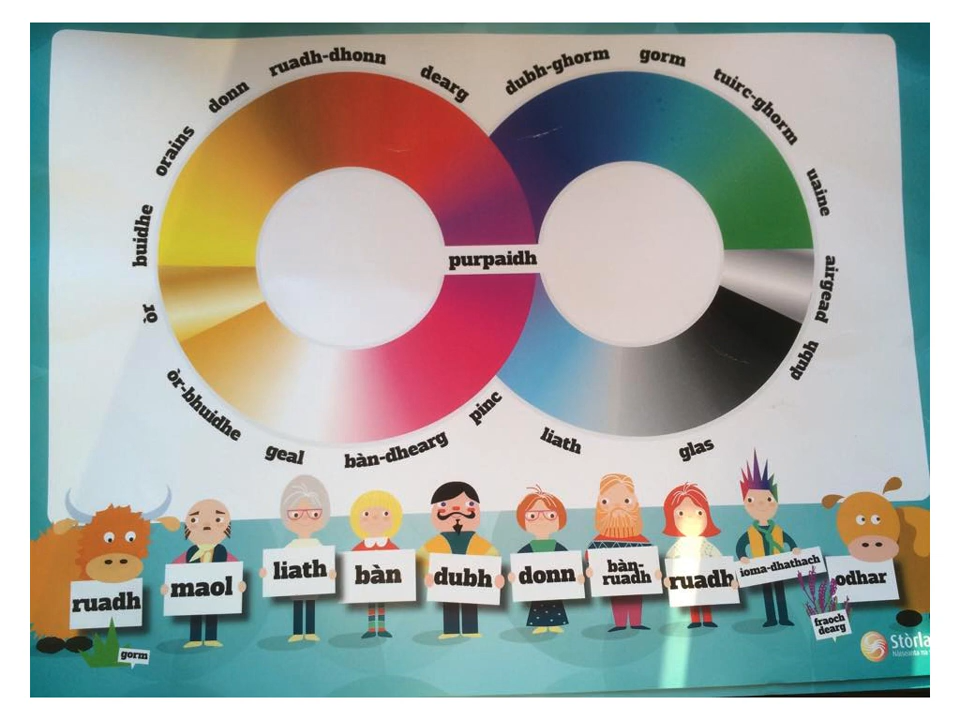 ruadh-dhonn
dearg
dubh-ghorm
gorm
tuirc-ghorm
donn
orains
buidhe
òr
òr-bhuidhe
geal
bàn-dhearg
pinc
purpaidh
uaine
airgead
dubh
glas
liath
ruadh
maol
liath
bàn
dubh
donn
bàn-
ruadh
ruadh
ioma-dhathach
odhar
gorm
fraoch
dearg
Stòrla